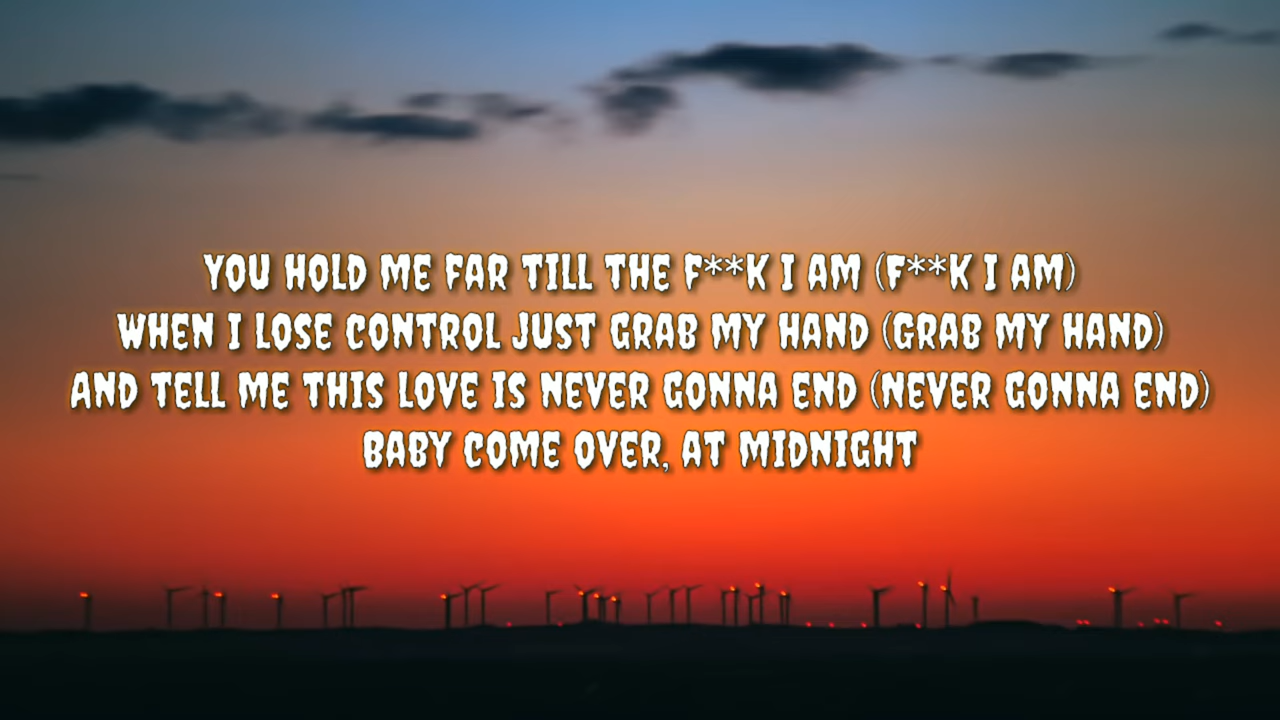 YOU HOLD ME FAR TILL THE F**K I AM (F**K I AM)
WHEN I LOSE CONTROL JUST GRAB MY HAND (GRAB MY HAND)
AND TELL ME THIS LOVE IS NEVER GONNA END (NEVER GONNA END)
BABY COME OVER, AT MIDNIGHT